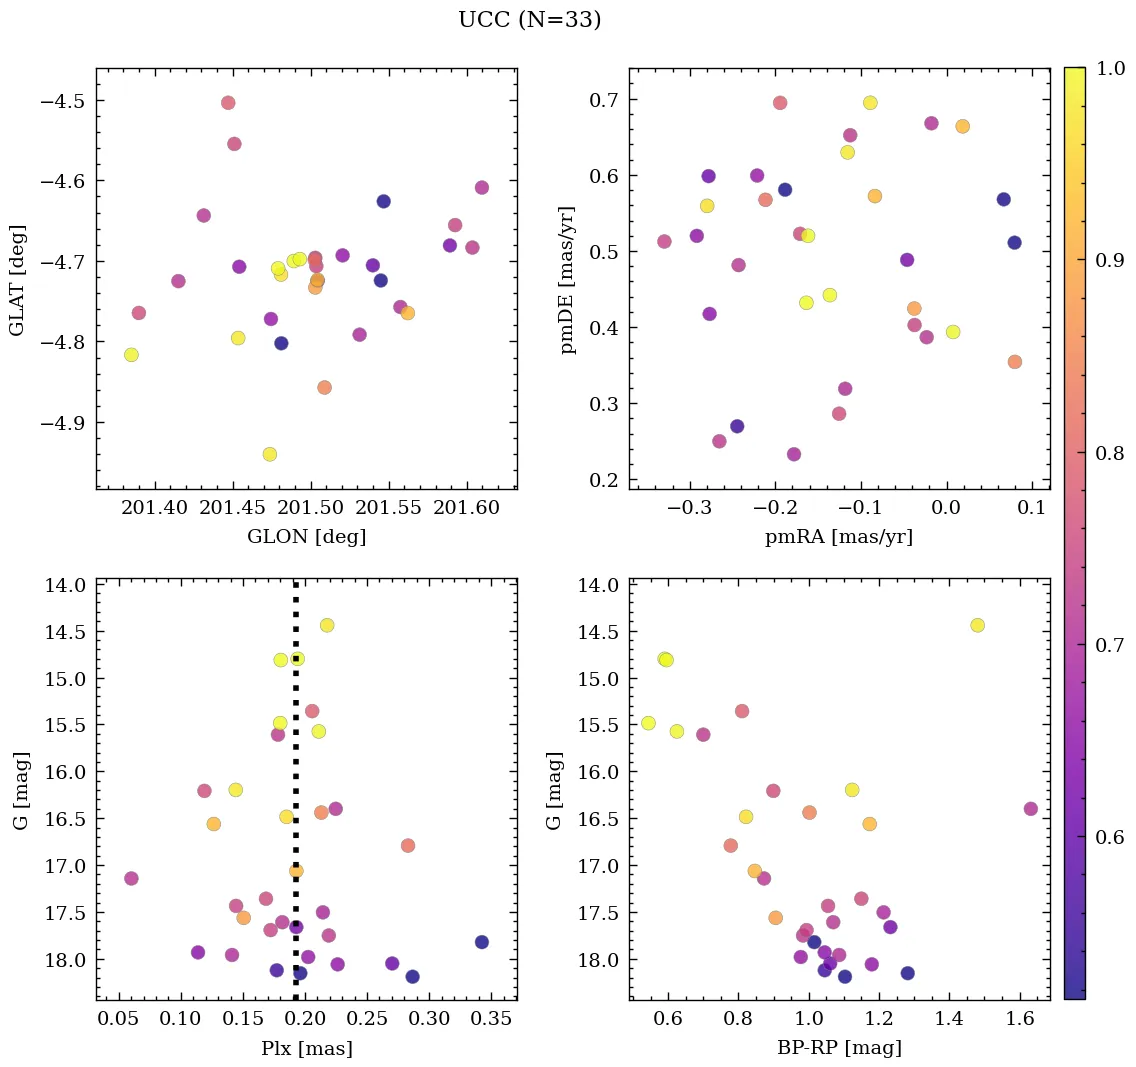 UCC (N=33)
−4.5
−4.6
−4.7
−4.8
−4.9
GLAT [deg]
201.40 201.45 201.50 201.55 201.60
GLON [deg]
0.7
0.6
0.5
0.4
0.3
0.2
pmDE [mas/yr]
−0.3 −0.2 −0.1 0.0 0.1
pmRA [mas/yr]
14.0
14.5
15.0
15.5
16.0
16.5
17.0
17.5
18.0
G [mag]
0.05 0.10 0.15 0.20 0.25 0.30 0.35
Plx [mas]
14.0
14.5
15.0
15.5
16.0
16.5
17.0
17.5
18.0
G [mag]
0.6 0.8 1.0 1.2 1.4 1.6
BP-RP [mag]
1.0
0.9
0.8
0.7
0.6